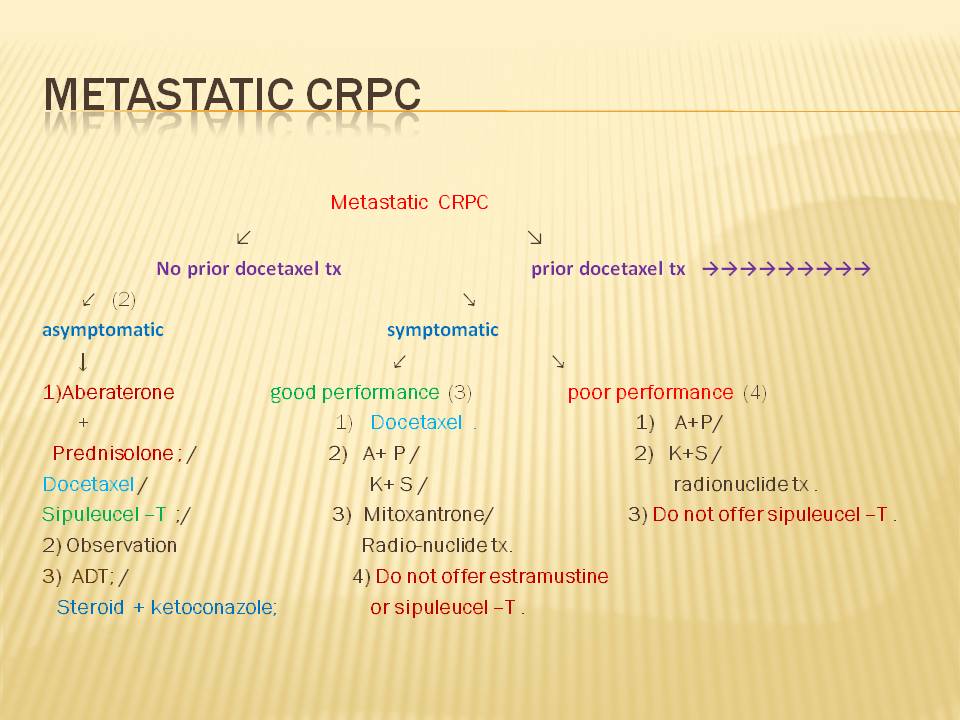 METASTATIC CRPC
Metastatic CRPC
↙ ↘
No prior docetaxel tx prior docetaxel tx →→→→→→→→→
↙ (2) ↘
asymptomatic symptomatic
↓ ↙ ↘
1)Aberaterone good performance (3) poor performance (4)
+ 1) Docetaxel . 1) A+P/
Prednisolone ; / 2) A+ P / 2) K+S /
Docetaxel / K+ S / radionuclide tx .
Sipuleucel –T ;/ 3) Mitoxantrone/ 3) Do not offer sipuleucel –T .
2) Observation Radio-nuclide tx.
3) ADT; / 4) Do not offer estramustine
Steroid + ketoconazole; or sipuleucel –T .